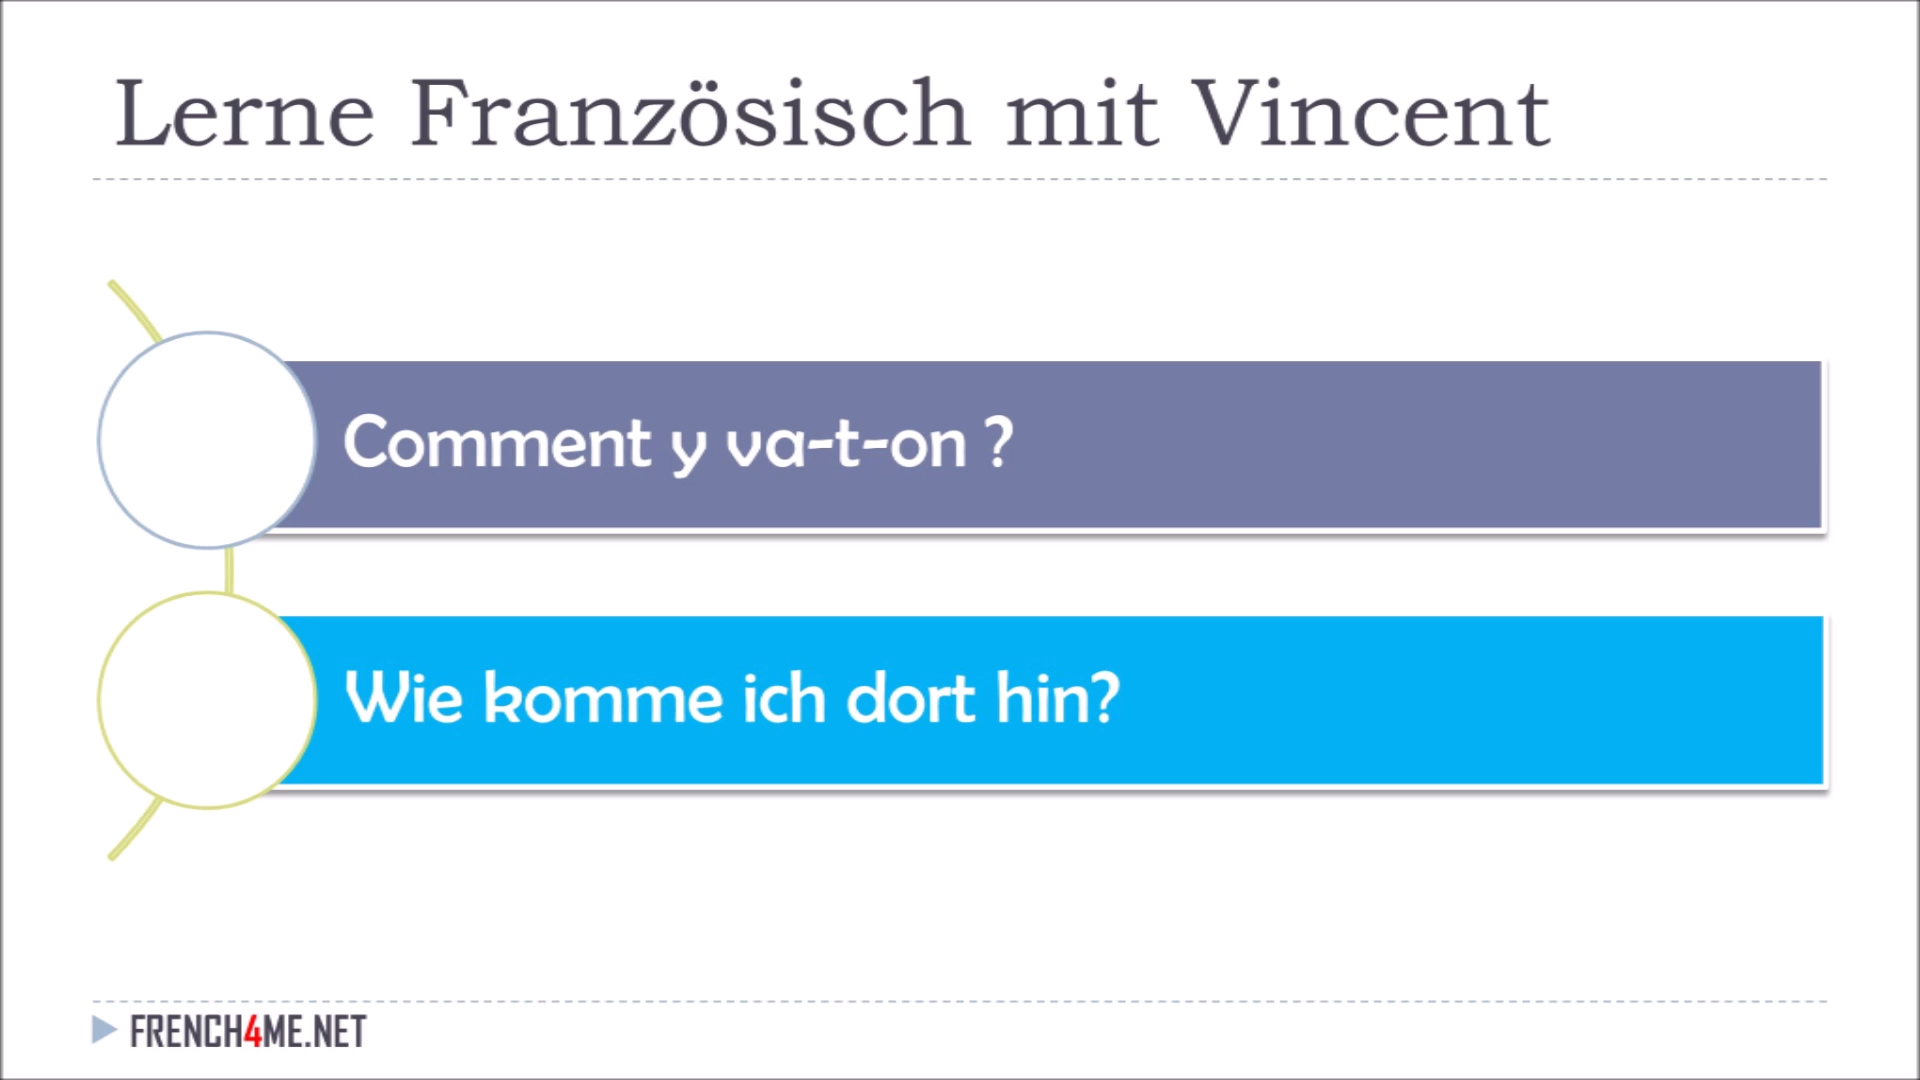 Lerne Französisch mit Vincent
Comment y va-t-on ?
Wie komme ich dort hin?
FRENCH4ME.NET